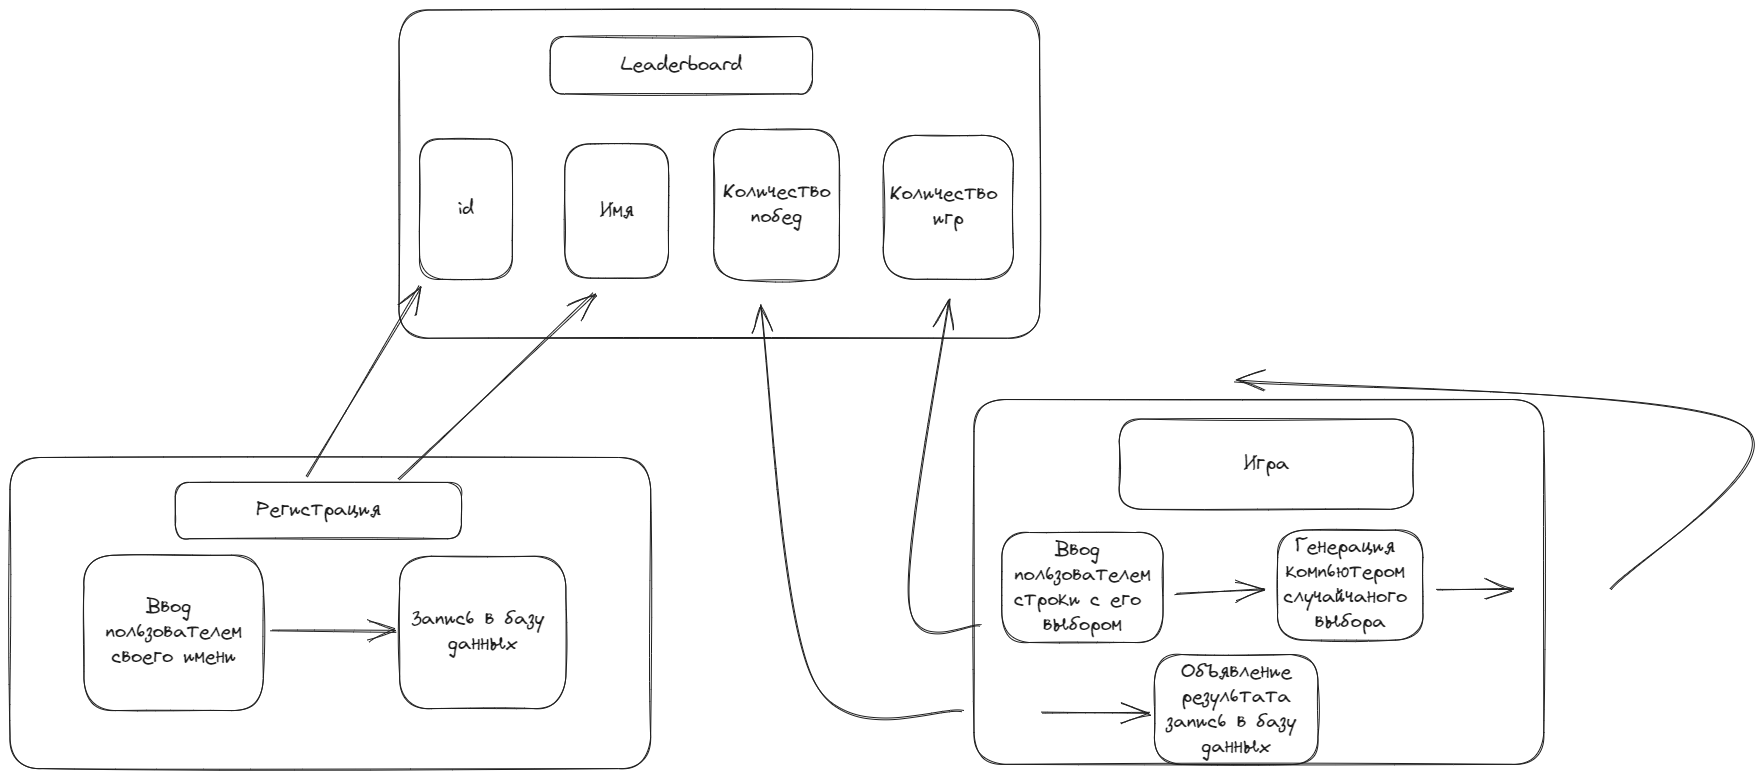 Leaderboard
id
Имя
Количество
побед
Количество
игр
Регистрация
Ввод
пользователем
своего имени
Запись в базу
данных
Игра
Ввод
пользователем
строки с его
выбором
Генерация
компьютером
случайчаного
выбора
Объявление
результата
запись в базу
данных